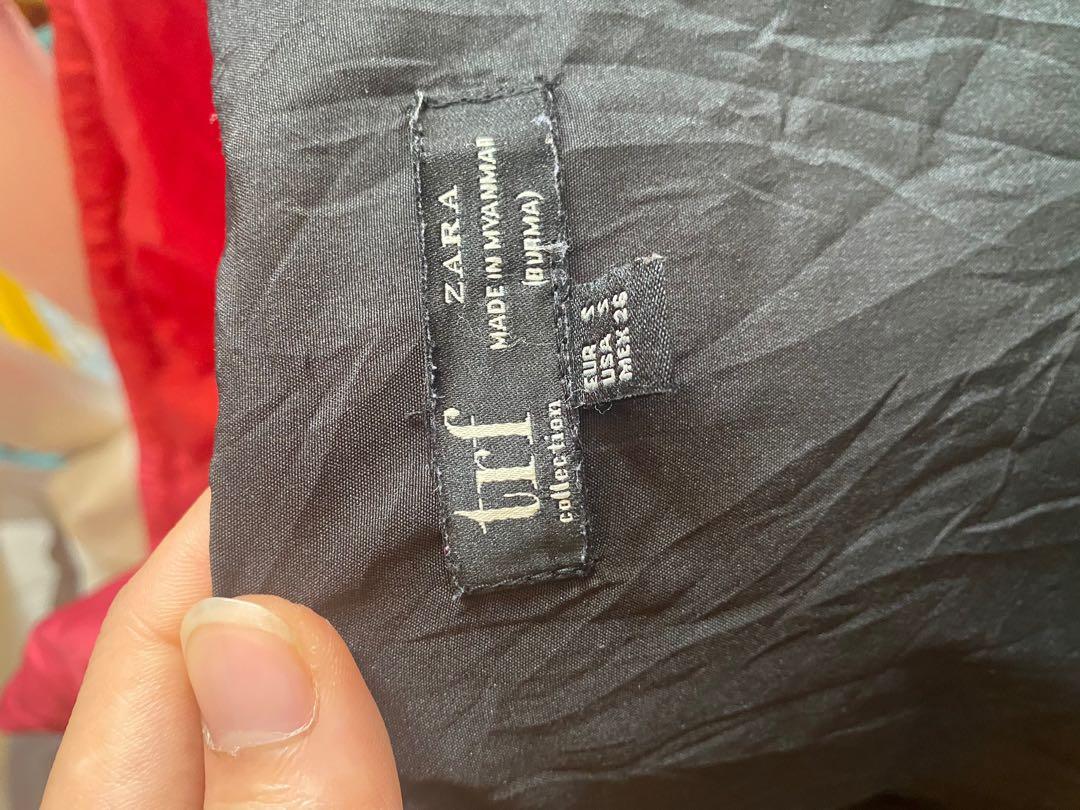 trf
collection
ZARA
MADE IN MYANMAR
(BURMA)
EUR S
USA S
MEX 26